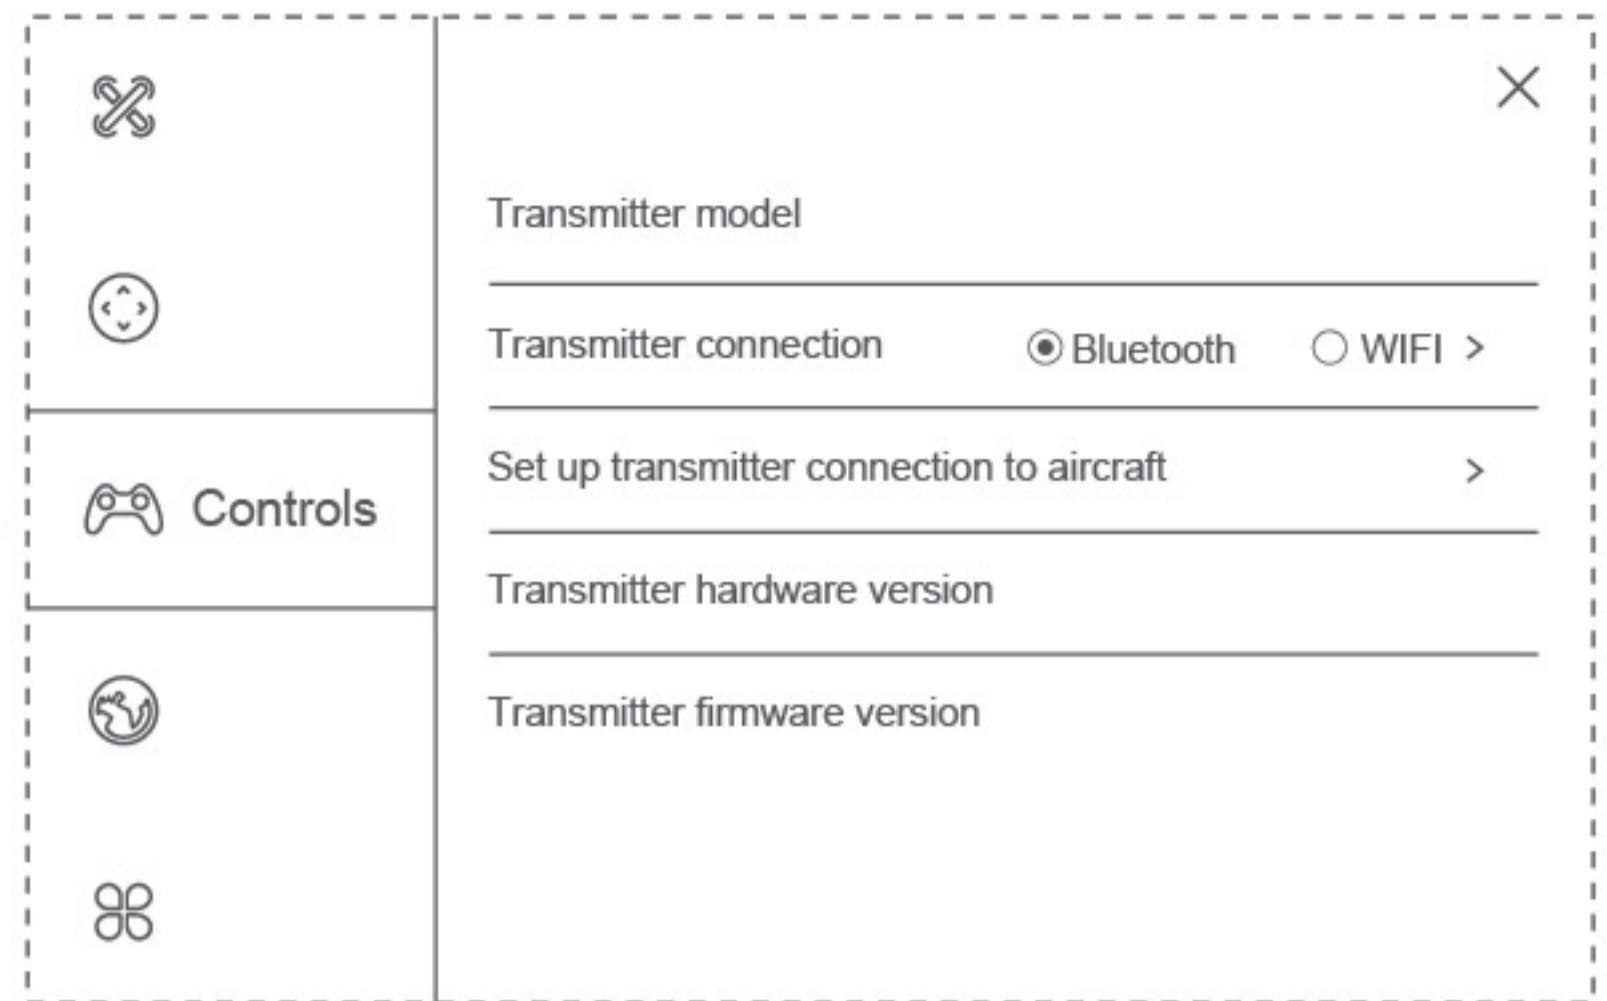 Transmitter model
Transmitter connection Bluetooth WIFI >
Set up transmitter connection to aircraft >
Controls
Transmitter hardware version
Transmitter firmware version